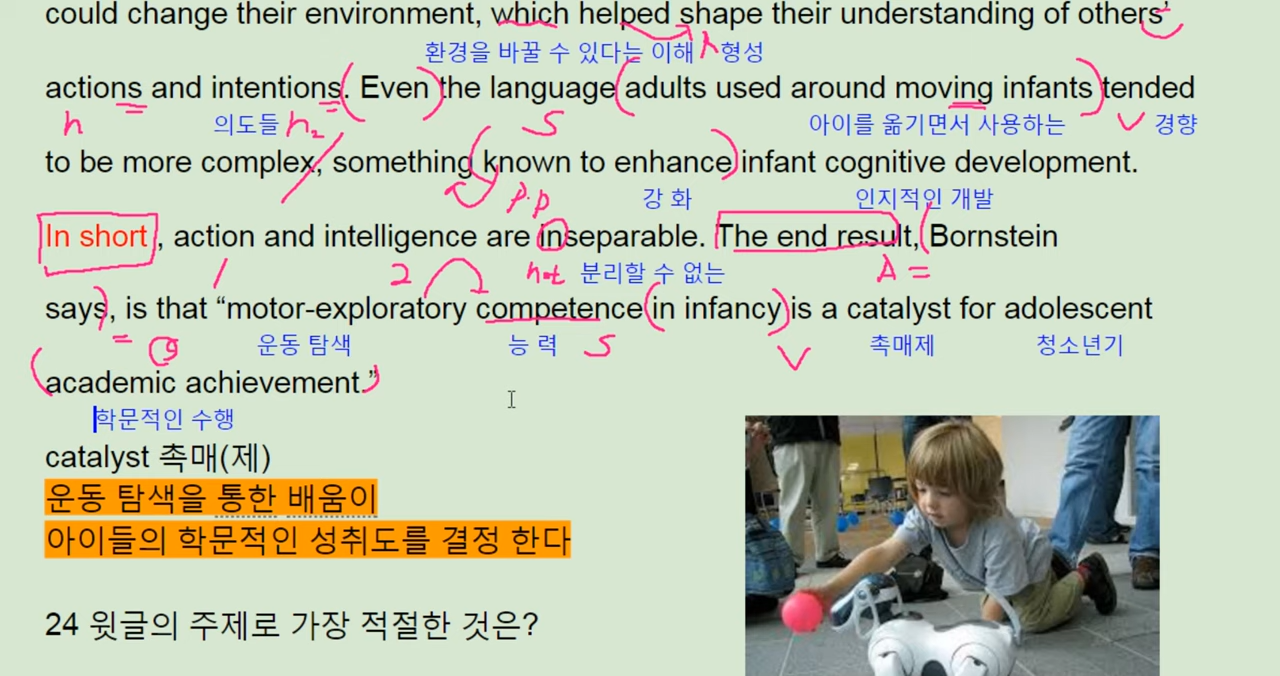 could change their environment, which helped shape their understanding of others'
환경을 바꿀 수 있다는 이해 형성
actions and intentions. Even the language adults used around moving infants tended
n 의도들 n₂ S 아이를 옮기면서 사용하는 V 경향
to be more complex, something known to enhance infant cognitive development.
p.p 강 화 인지적인 개발
In short , action and intelligence are inseparable. The end result, Bornstein
1 2 not 분리할 수 없는 A =
says, is that “motor-exploratory competence in infancy is a catalyst for adolescent
= 운동 탐색 능 력 S V 촉매제 청소년기
academic achievement.”
학문적인 수행
catalyst 촉매(제)
운동 탐색을 통한 배움이
아이들의 학문적인 성취도를 결정 한다
24 윗글의 주제로 가장 적절한 것은?